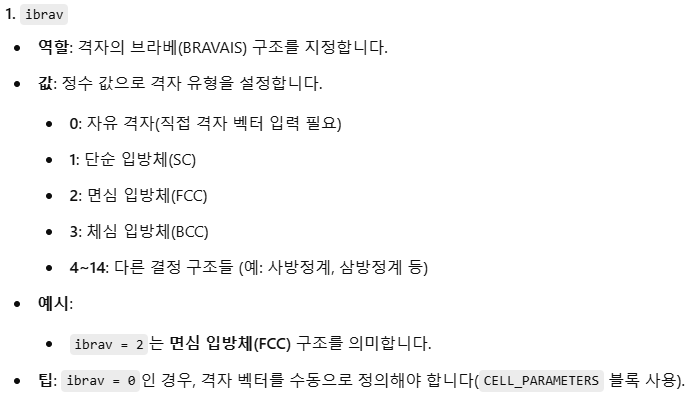 1. ibrav
• 역할: 격자의 브라베(BRAVAIS) 구조를 지정합니다.
• 값: 정수 값으로 격자 유형을 설정합니다.
• 0: 자유 격자(직접 격자 벡터 입력 필요)
• 1: 단순 입방체(SC)
• 2: 면심 입방체(FCC)
• 3: 체심 입방체(BCC)
• 4~14: 다른 결정 구조들 (예: 사방정계, 삼방정계 등)
• 예시:
• ibrav = 2 는 면심 입방체(FCC) 구조를 의미합니다.
• 팁: ibrav = 0 인 경우, 격자 벡터를 수동으로 정의해야 합니다( CELL_PARAMETERS 블록 사용).